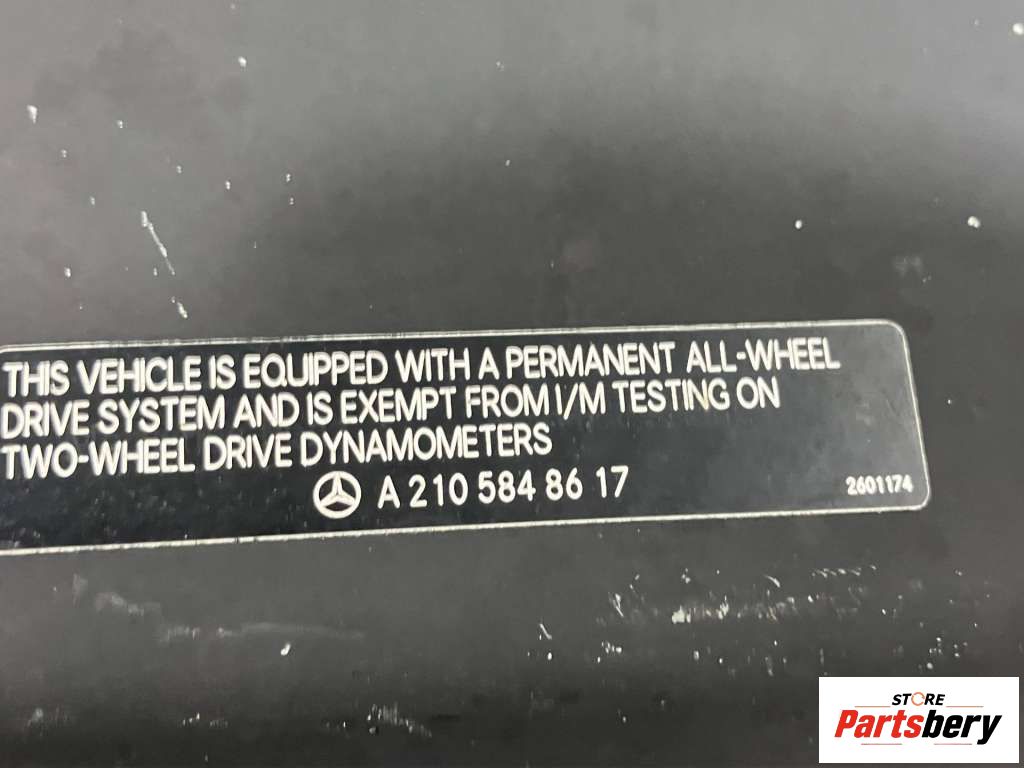 THIS VEHICLE IS EQUIPPED WITH A PERMANENT ALL-WHEEL
DRIVE SYSTEM AND IS EXEMPT FROM I/M TESTING ON
TWO-WHEEL DRIVE DYNAMOMETERS
A 210 584 86 17
2601174
STORE
Partsbery